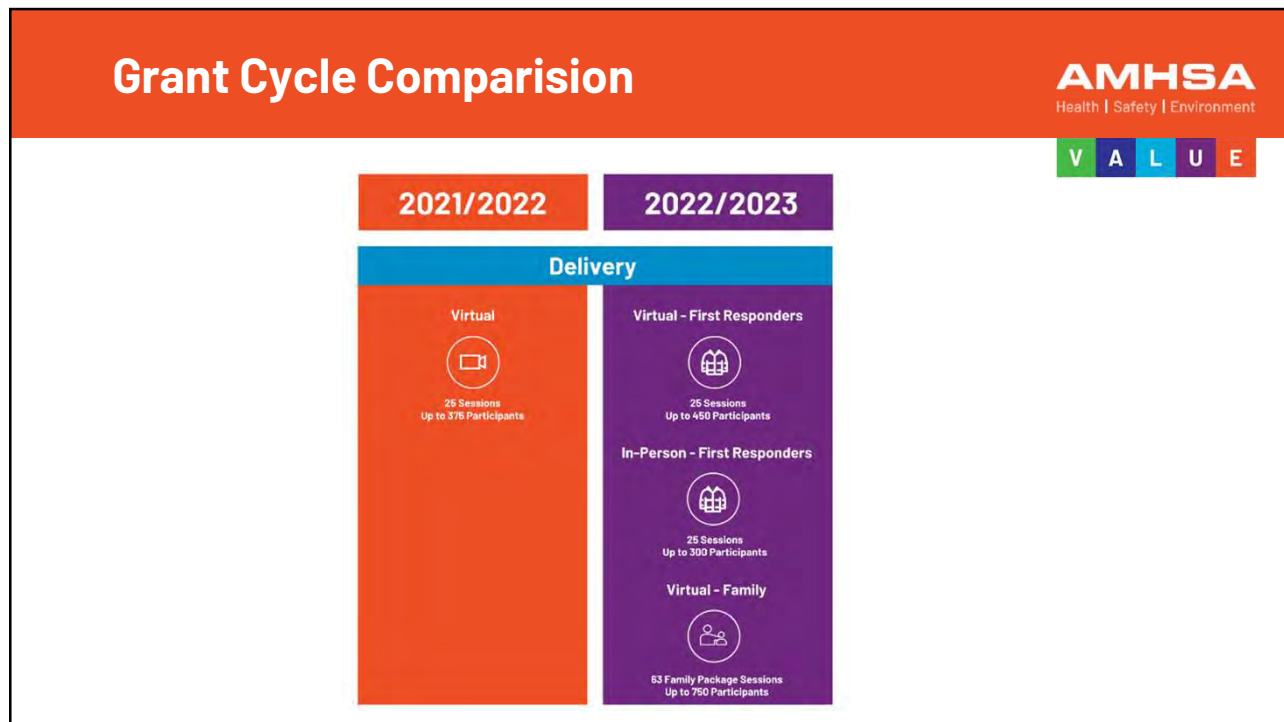 Grant Cycle Comparision
AMHSA
Health | Safety | Environment
V A L U E
2021/2022
2022/2023
Delivery
Virtual
25 Sessions
Up to 375 Participants
Virtual - First Responders
25 Sessions
Up to 450 Participants
In-Person - First Responders
25 Sessions
Up to 300 Participants
Virtual - Family
63 Family Package Sessions
Up to 750 Participants